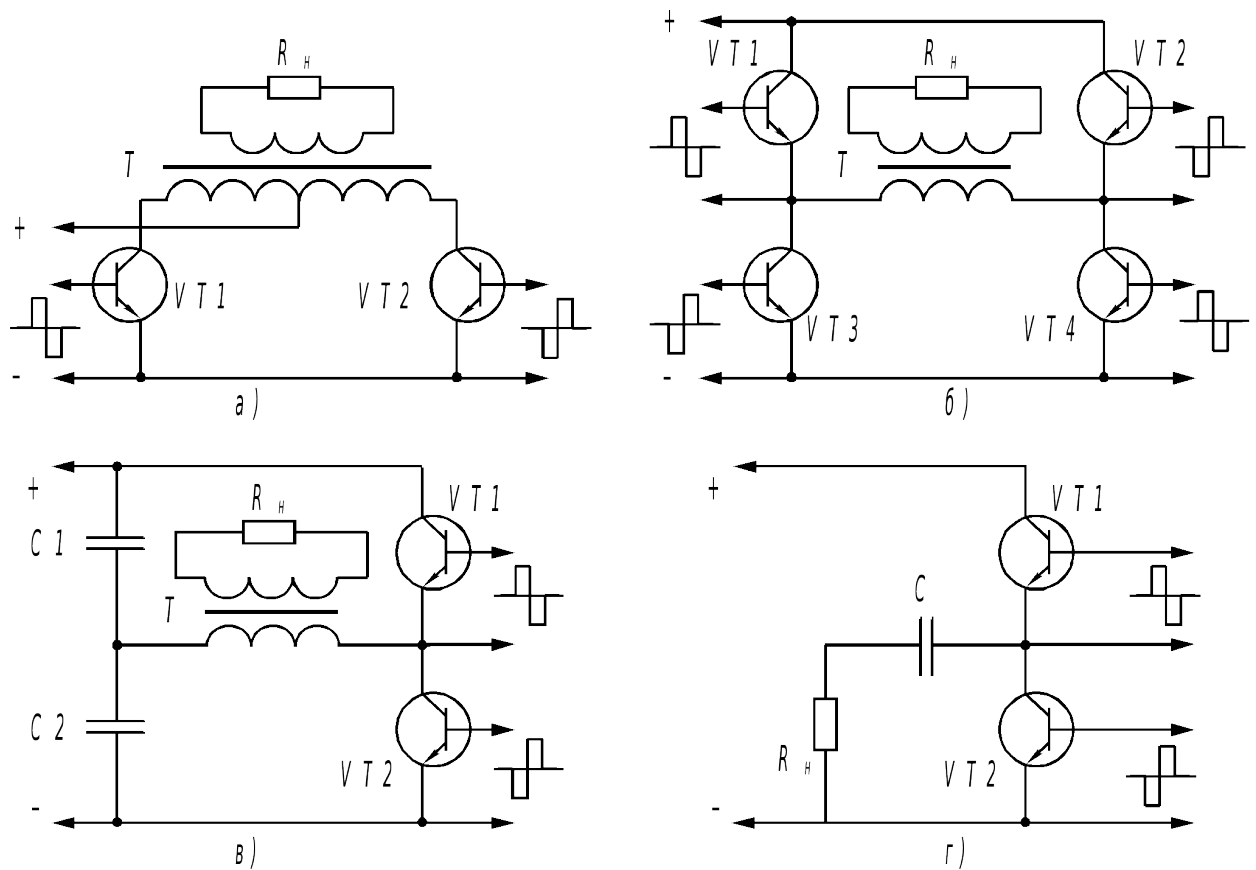 R н
T
+
VT1 VT2
-
а)
+
VT1 R н VT2
T
VT3 VT4
-
б)
+
R н VT1
C1
T
C2
VT2
-
в)
+
VT1
C
R н
VT2
-
г)